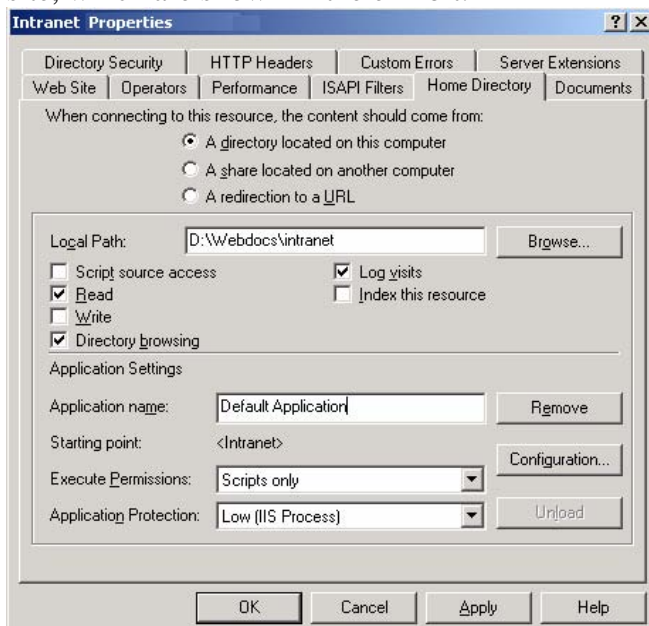 Intranet Properties
Directory Security HTTP Headers Custom Errors Server Extensions
Web Site Operators Performance ISAPI Filters Home Directory Documents
When connecting to this resource, the content should come from:
A directory located on this computer
A share located on another computer
A redirection to a URL
Local Path: D:\Webdocs\intranet Browse...
Script source access Log visits
Read Index this resource
Write
Directory browsing
Application Settings
Application name: Default Application Remove
Starting point: <Intranet>
Configuration...
Execute Permissions: Scripts only
Application Protection: Low (IIS Process) Unload
OK Cancel Apply Help